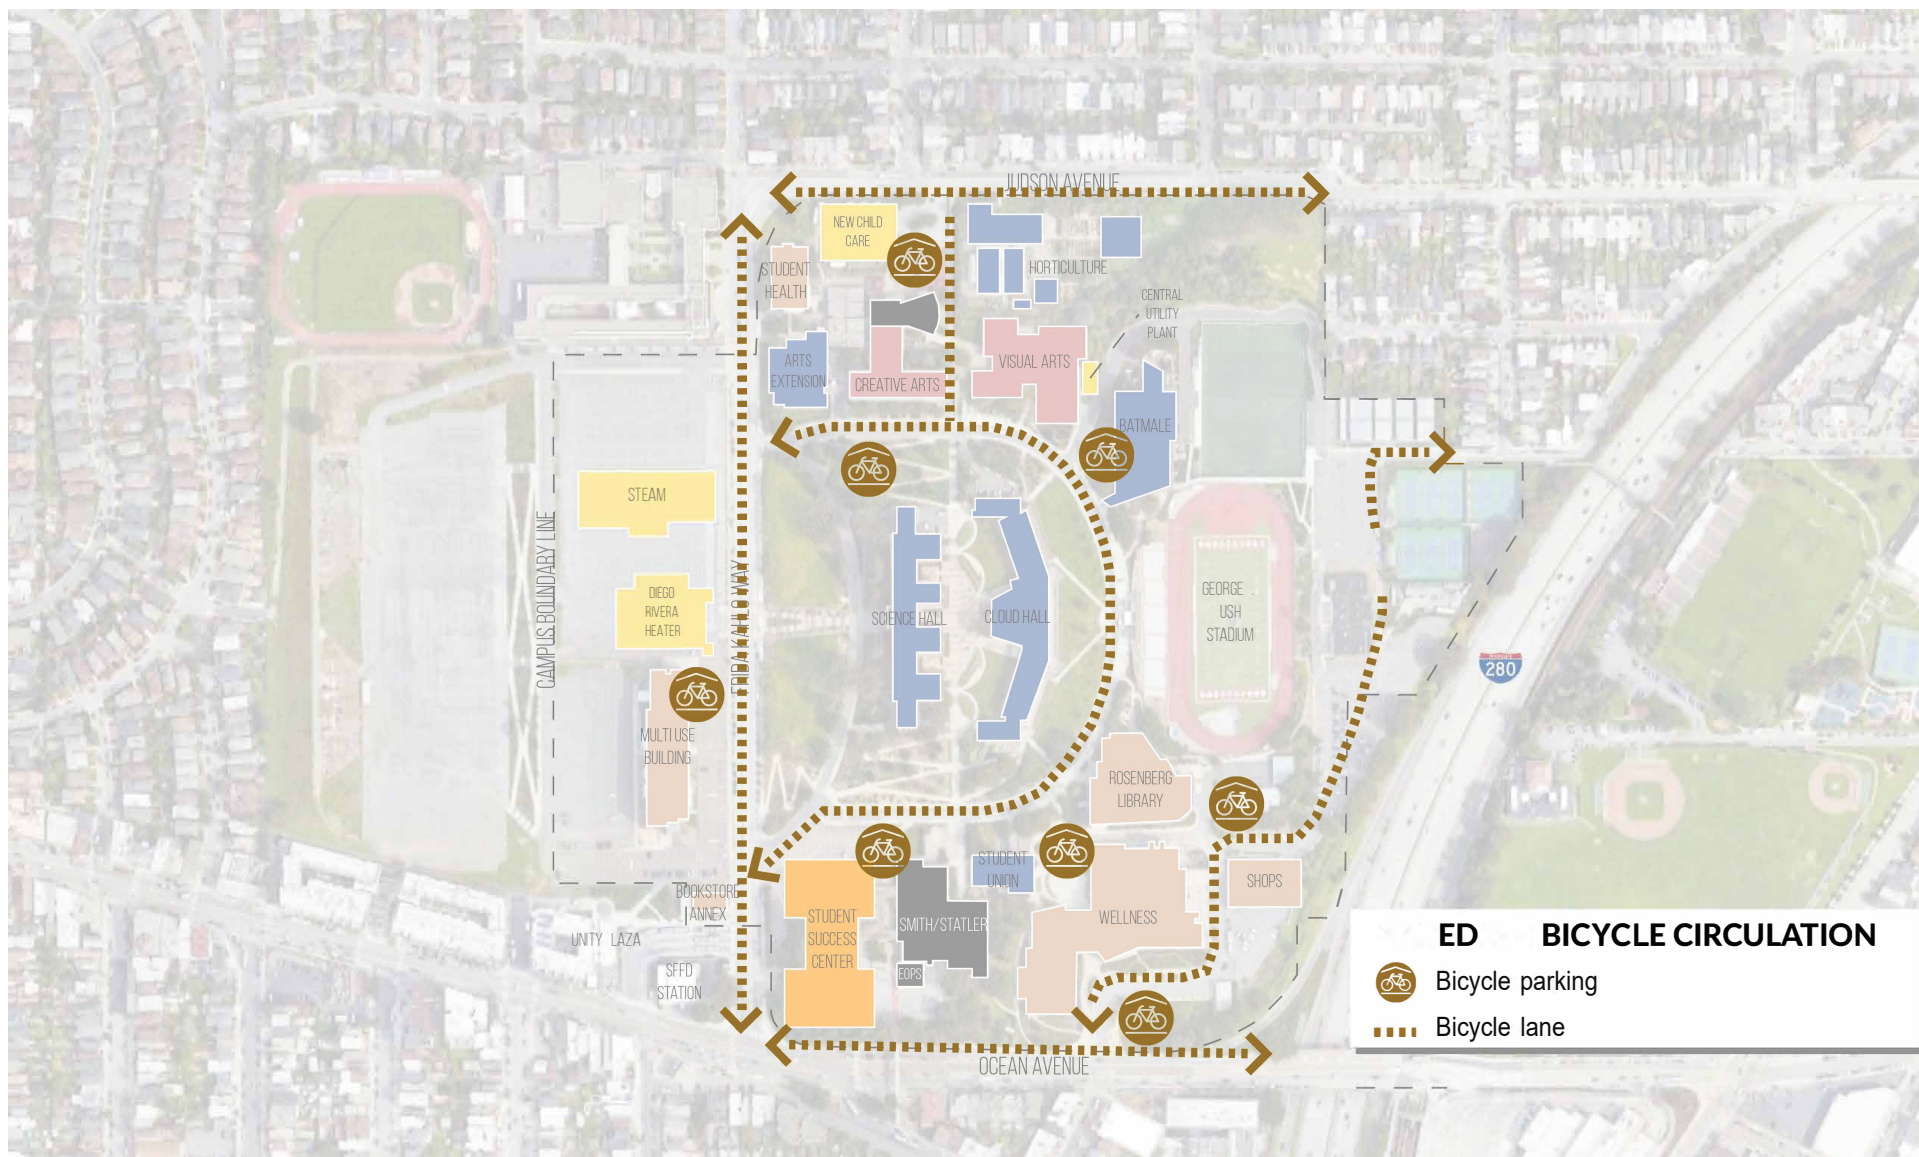 JUDSON AVENUE
NEW CHILD
CARE
STUDENT
HEALTH
HORTICULTURE
CENTRAL
UTILITY
PLANT
ARTS
EXTENSION
CREATIVE ARTS
VISUAL ARTS
BATMALE
STEAM
CAMPUS BOUNDARY LINE
FRIDA KAHLO WAY
DIEGO
RIVERA
HEATER
SCIENCE HALL
CLOUD HALL
GEORGE .
USH
STADIUM
280
MULTI USE
BUILDING
ROSENBERG
LIBRARY
STUDENT
UNION
SHOPS
BOOKSTORE
ANNEX
UNITY LAZA
SFFD
STATION
STUDENT
SUCCESS
CENTER
SMITH/STATLER
EOPS
WELLNESS
OCEAN AVENUE
ED BICYCLE CIRCULATION
Bicycle parking
Bicycle lane